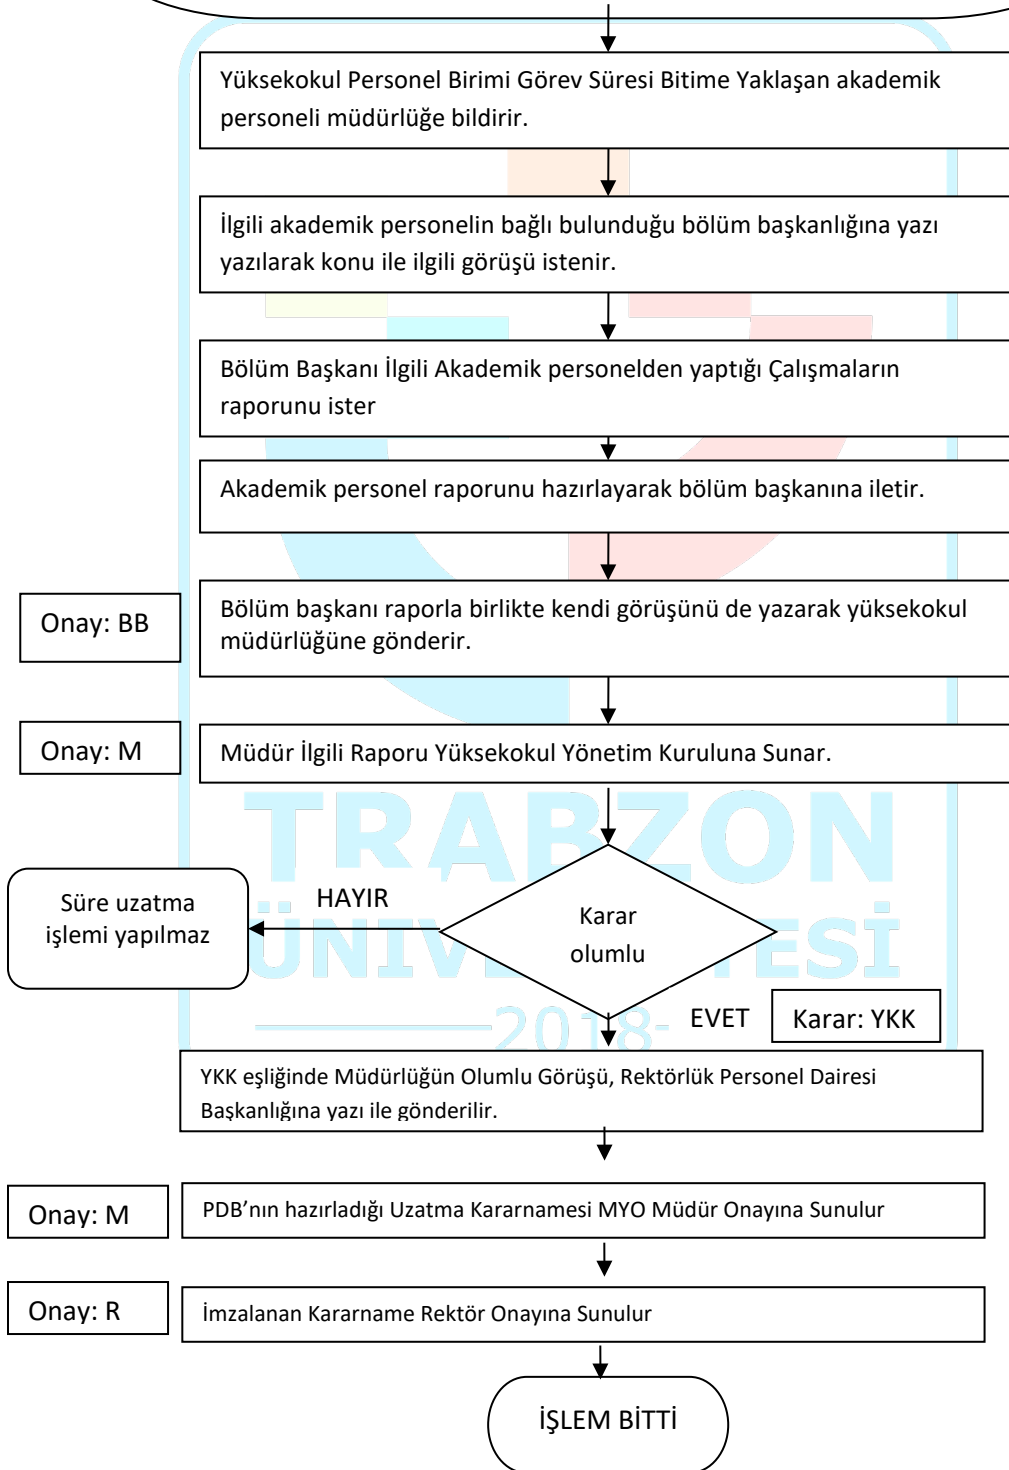 Yüksekokul Personel Birimi Görev Süresi Bitime Yaklaşan akademik
personeli müdürlüğe bildirir.
İlgili akademik personelin bağlı bulunduğu bölüm başkanlığına yazı
yazılarak konu ile ilgili görüşü istenir.
Bölüm Başkanı İlgili Akademik personelden yaptığı Çalışmaların
raporunu ister
Akademik personel raporunu hazırlayarak bölüm başkanına iletir.
Onay: BB
Bölüm başkanı raporla birlikte kendi görüşünü de yazarak yüksekokul
müdürlüğüne gönderir.
Onay: M
Müdür İlgili Raporu Yüksekokul Yönetim Kuruluna Sunar.
TRABZON
Süre uzatma
işlemi yapılmaz
HAYIR
Karar
olumlu
2018
EVET
Karar: YKK
YKK eşliğinde Müdürlüğün Olumlu Görüşü, Rektörlük Personel Dairesi
Başkanlığına yazı ile gönderilir.
Onay: M
PDB’nın hazırladığı Uzatma Kararnamesi MYO Müdür Onayına Sunulur
Onay: R
İmzalanan Kararname Rektör Onayına Sunulur
İŞLEM BİTTİ